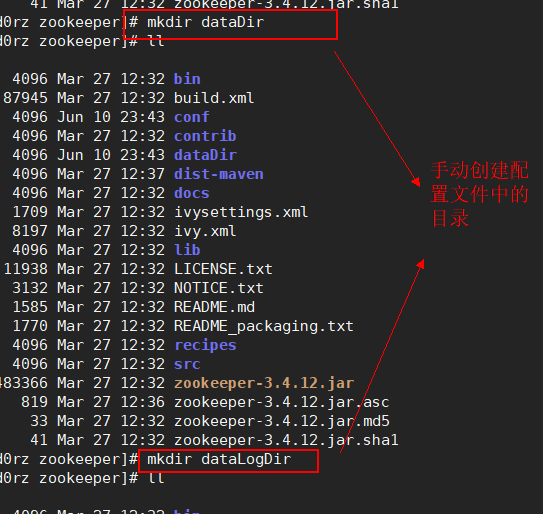 41 Mar 27 12:32 zookeeper-3.4.12.jar.sha1
d0rz zookeeper]# mkdir dataDir
d0rz zookeeper]# ll
4096 Mar 27 12:32 bin
87945 Mar 27 12:32 build.xml
4096 Jun 10 23:43 conf
4096 Mar 27 12:32 contrib
4096 Jun 10 23:43 dataDir
4096 Mar 27 12:37 dist-maven
4096 Mar 27 12:32 docs
1709 Mar 27 12:32 ivysettings.xml
8197 Mar 27 12:32 ivy.xml
4096 Mar 27 12:32 lib
11938 Mar 27 12:32 LICENSE.txt
3132 Mar 27 12:32 NOTICE.txt
1585 Mar 27 12:32 README.md
1770 Mar 27 12:32 README_packaging.txt
4096 Mar 27 12:32 recipes
4096 Mar 27 12:32 src
483366 Mar 27 12:32 zookeeper-3.4.12.jar
819 Mar 27 12:36 zookeeper-3.4.12.jar.asc
33 Mar 27 12:32 zookeeper-3.4.12.jar.md5
41 Mar 27 12:32 zookeeper-3.4.12.jar.sha1
d0rz zookeeper]# mkdir dataLogDir
d0rz zookeeper]# ll
4096 Mar 27 12:32 bin
手动创建配
置文件中的
目录